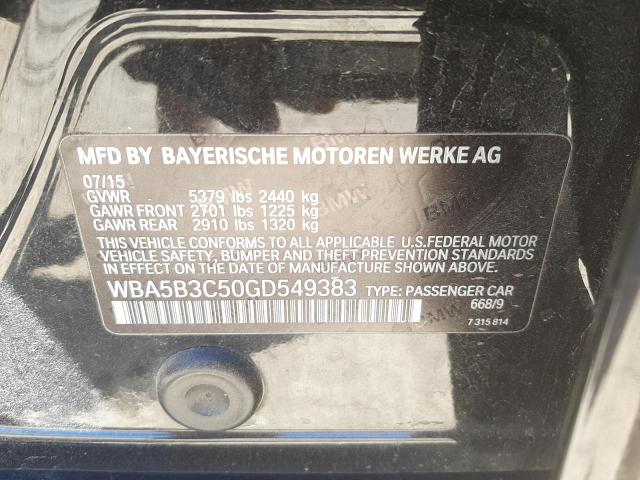 MFD BY BAYERISCHE MOTOREN WERKE AG
07/15
GVWR 5379 lbs 2440 kg
GAWR FRONT 2701 lbs 1225 kg
GAWR REAR 2910 lbs 1320 kg
THIS VEHICLE CONFORMS TO ALL APPLICABLE U.S.FEDERAL MOTOR
VEHICLE SAFETY, BUMPER AND THEFT PREVENTION STANDARDS
IN EFFECT ON THE DATE OF MANUFACTURE SHOWN ABOVE.
WBA5B3C50GD549383 TYPE: PASSENGER CAR
668/9
7 315 814